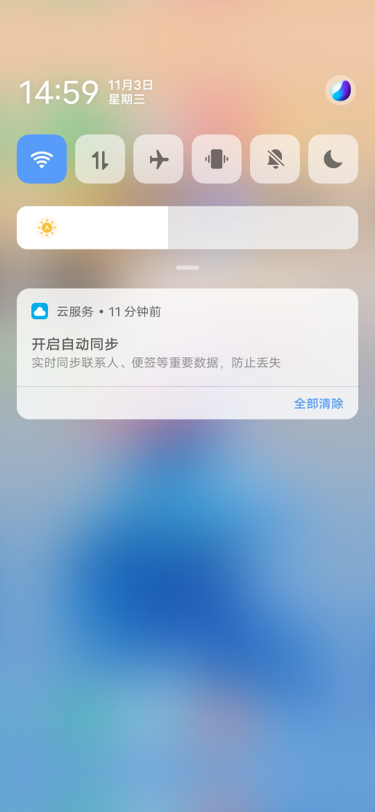 14:59
11月3日
星期三
云服务 • 11 分钟前
开启自动同步
实时同步联系人、便签等重要数据，防止丢失
全部清除